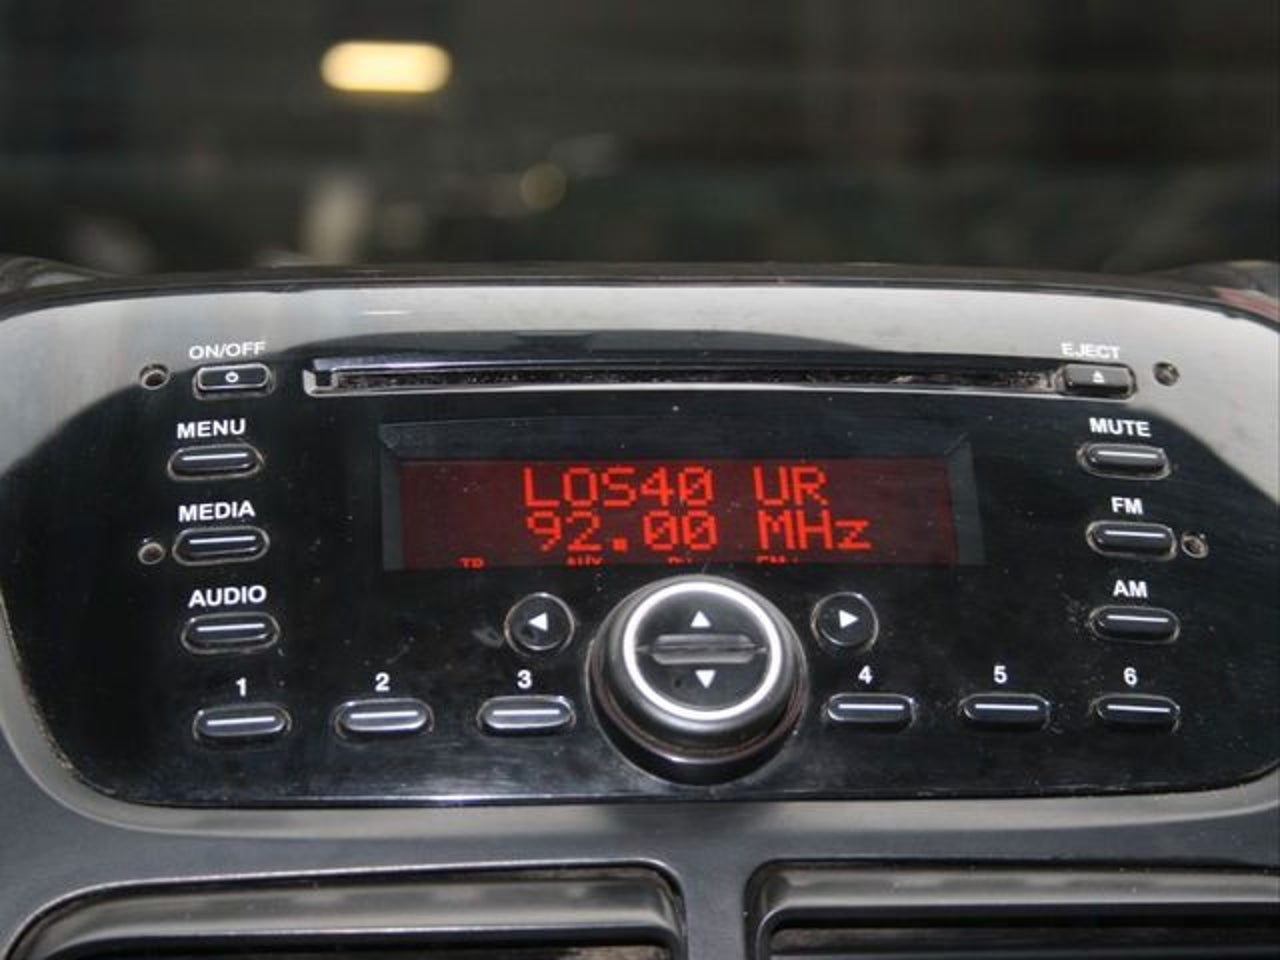 ON/OFF
EJECT
MENU
MUTE
LOS40 UR
92.00 MHz
MEDIA
FM
AUDIO
AM
1
2
3
4
5
6